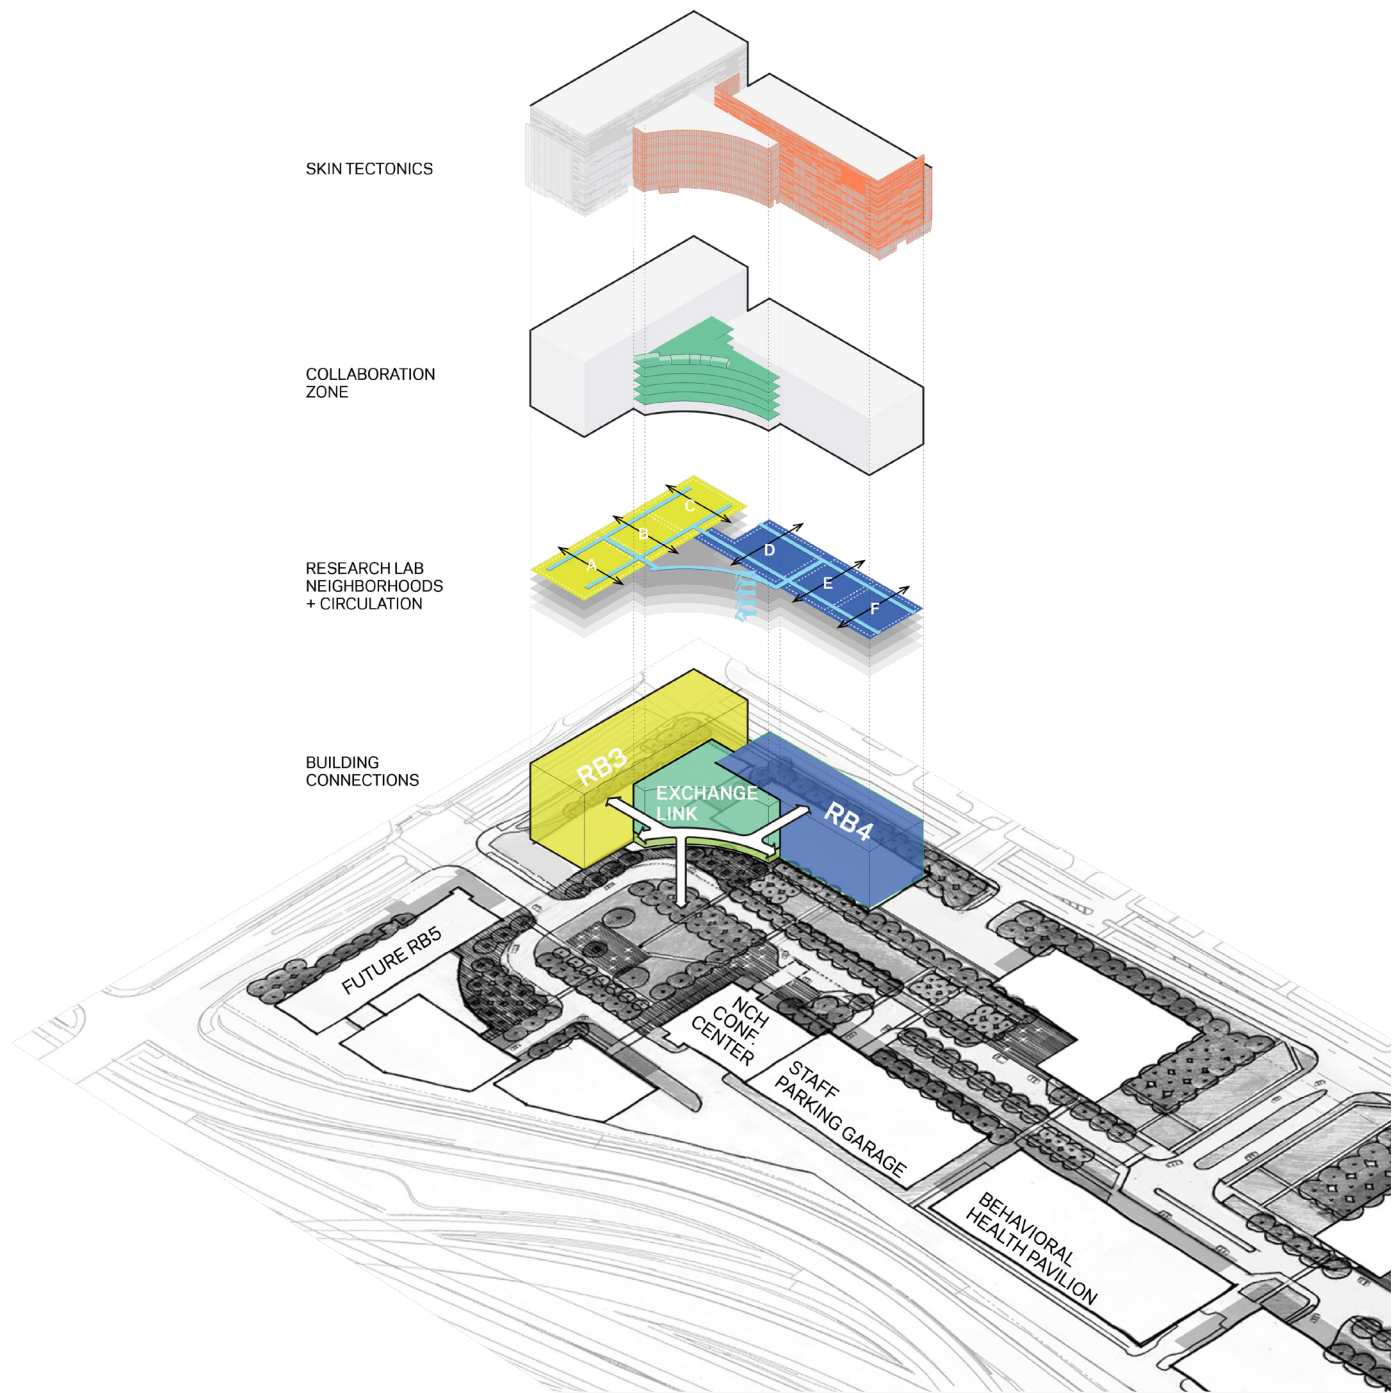 SKIN TECTONICS
COLLABORATION
ZONE
RESEARCH LAB
NEIGHBORHOODS
+ CIRCULATION
A
B
C
D
E
F
BUILDING
CONNECTIONS
RB3
EXCHANGE
LINK
RB4
FUTURE RB5
NCH
CONF.
CENTER
STAFF
PARKING GARAGE
BEHAVIORAL
HEALTH PAVILION